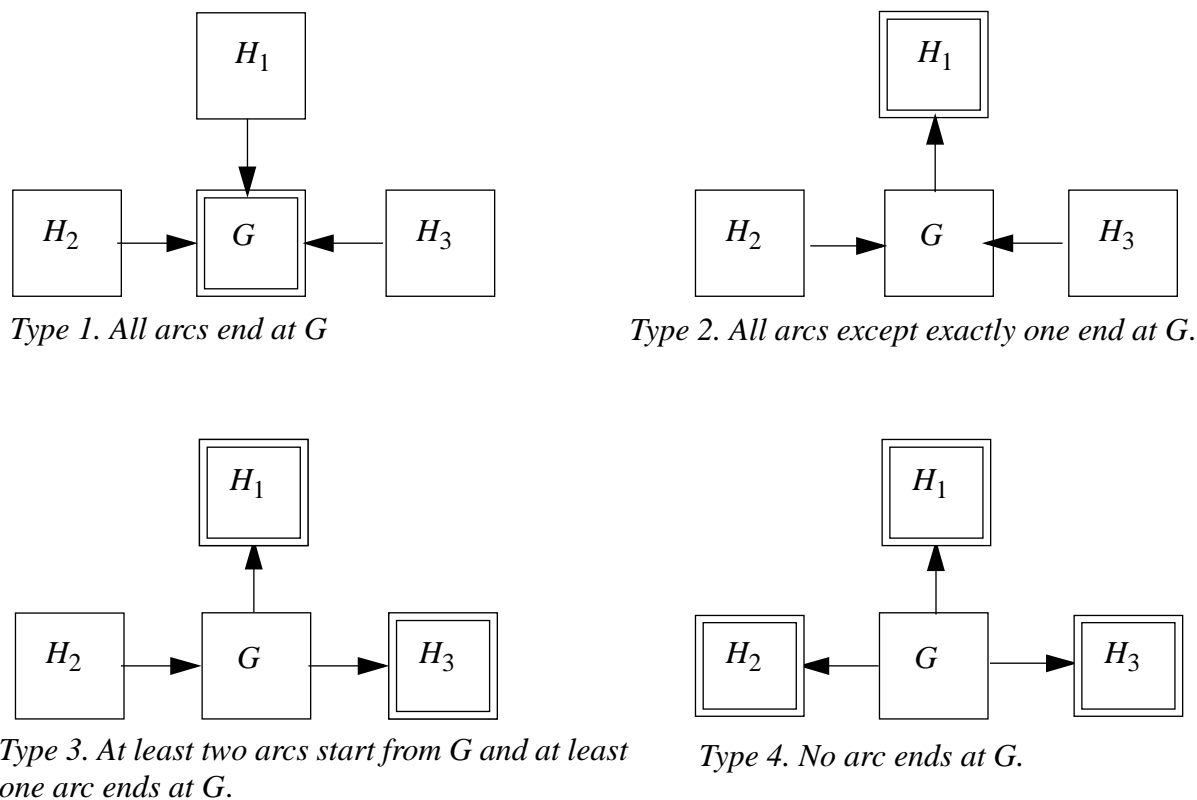 H1
H2
G
H3
Type 1. All arcs end at G
H1
H2
G
H3
Type 2. All arcs except exactly one end at G.
H1
H2
G
H3
Type 3. At least two arcs start from G and at least
one arc ends at G.
H1
H2
G
H3
Type 4. No arc ends at G.